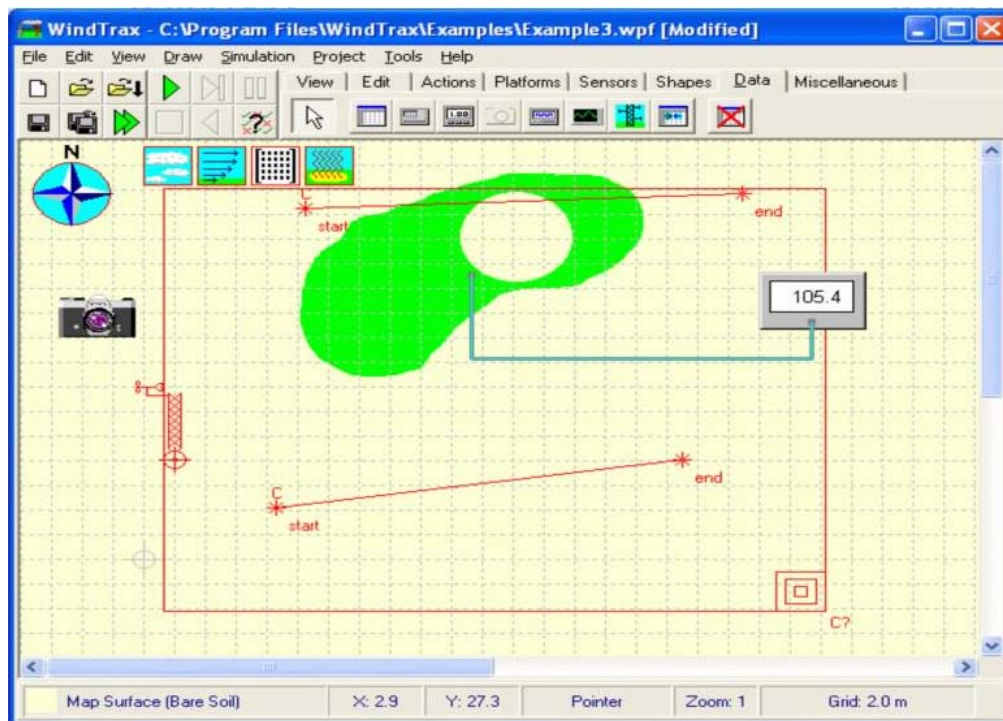 WindTrax - C:\Program Files\WindTrax\Examples\Example3.wpf [Modified]
File Edit View Draw Simulation Project Tools Help
View Edit Actions Platforms Sensors Shapes Data Miscellaneous
1.00
N
C
start
end
105.4
C
start
end
C?
Map Surface (Bare Soil) X: 2.9 Y: 27.3 Pointer Zoom: 1 Grid: 2.0 m